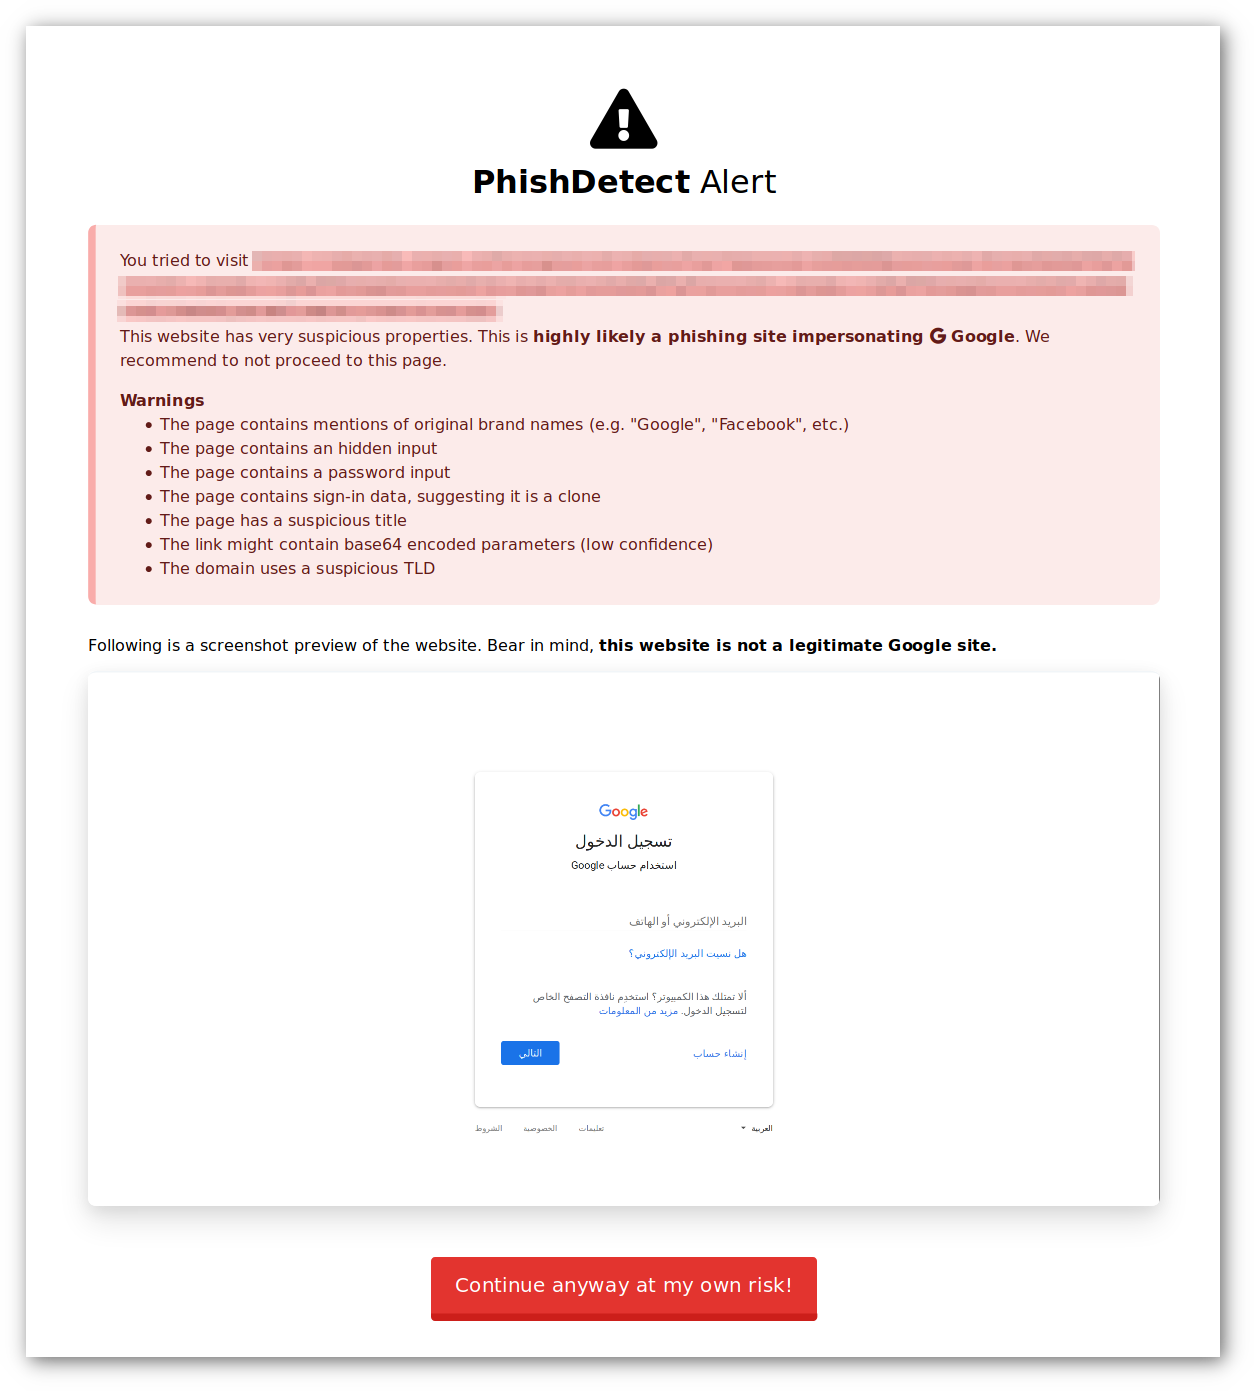 PhishDetect Alert
You tried to visit
This website has very suspicious properties. This is highly likely a phishing site impersonating Google. We
recommend to not proceed to this page.
Warnings
The page contains mentions of original brand names (e.g. "Google", "Facebook", etc.)
The page contains an hidden input
The page contains a password input
The page contains sign-in data, suggesting it is a clone
The page has a suspicious title
The link might contain base64 encoded parameters (low confidence)
The domain uses a suspicious TLD
Following is a screenshot preview of the website. Bear in mind, this website is not a legitimate Google site.
Google
تسجيل الدخول
استخدام حساب Google
البريد الإلكتروني أو الهاتف
هل نسيت البريد الإلكتروني؟
ألا تمتلك هذا الكمبيوتر؟ استخدِم نافذة التصفح الخاص
لتسجيل الدخول. مزيد من المعلومات
إنشاء حساب
التالي
العربية
تعليمات
الخصوصية
الشروط
Continue anyway at my own risk!